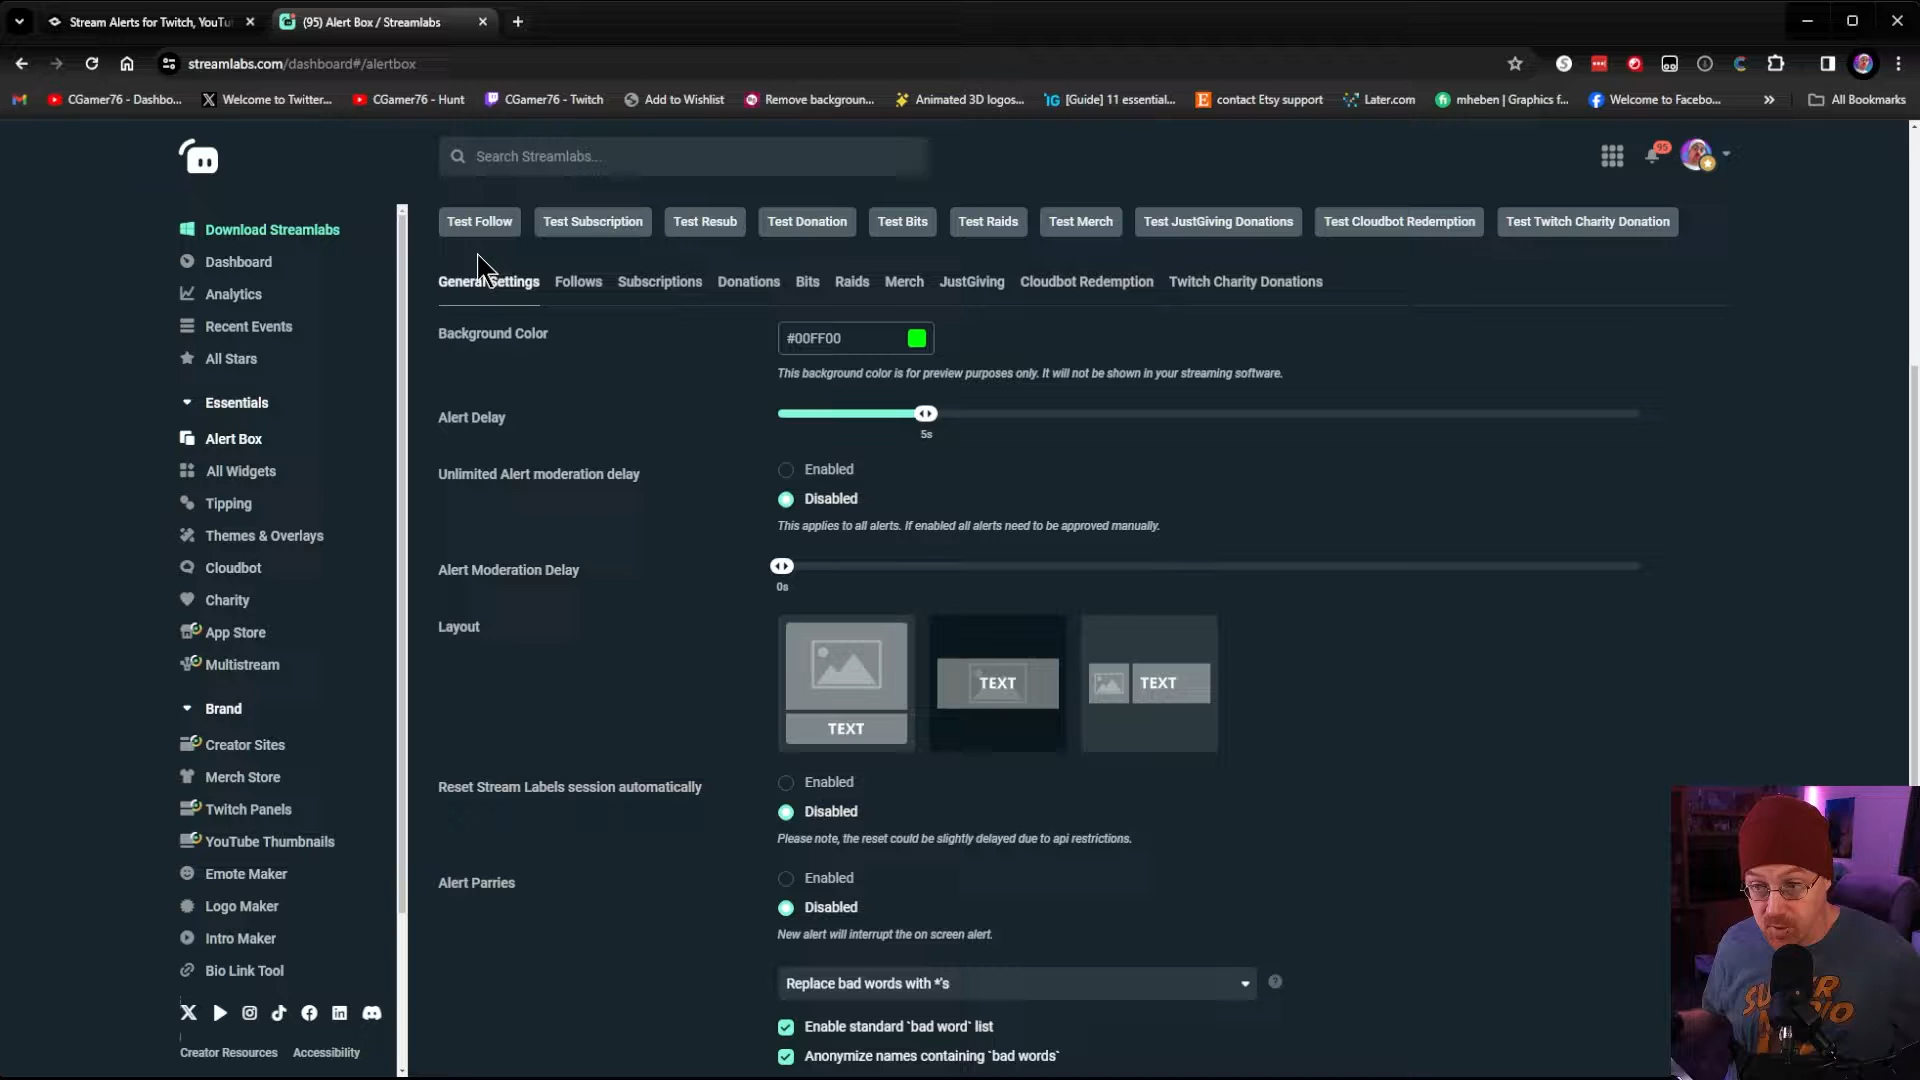 Stream Alerts for Twitch, YouTu
(95) Alert Box / Streamlabs
streamlabs.com/dashboard#/alertbox
CGamer76 - Dashbo...
Welcome to Twitter...
CGamer76 - Hunt
CGamer76 - Twitch
Add to Wishlist
Remove backgroun...
Animated 3D logos...
[Guide] 11 essential...
contact Etsy support
Later.com
mheben | Graphics f...
Welcome to Facebo...
All Bookmarks
Search Streamlabs...
95
Test Follow
Test Subscription
Test Resub
Test Donation
Test Bits
Test Raids
Test Merch
Test JustGiving Donations
Test Cloudbot Redemption
Test Twitch Charity Donation
General Settings
Follows
Subscriptions
Donations
Bits
Raids
Merch
JustGiving
Cloudbot Redemption
Twitch Charity Donations
Download Streamlabs
Dashboard
Analytics
Recent Events
All Stars
Essentials
Alert Box
All Widgets
Tipping
Themes & Overlays
Cloudbot
Charity
App Store
Multistream
Brand
Creator Sites
Merch Store
Twitch Panels
YouTube Thumbnails
Emote Maker
Logo Maker
Intro Maker
Bio Link Tool
Creator Resources
Accessibility
Background Color
#00FF00
This background color is for preview purposes only. It will not be shown in your streaming software.
Alert Delay
5s
Unlimited Alert moderation delay
Enabled
Disabled
This applies to all alerts. If enabled all alerts need to be approved manually.
Alert Moderation Delay
0s
Layout
TEXT
TEXT
TEXT
Reset Stream Labels session automatically
Enabled
Disabled
Please note, the reset could be slightly delayed due to api restrictions.
Alert Parries
Enabled
Disabled
New alert will interrupt the on screen alert.
Replace bad words with *'s
Enable standard `bad word` list
Anonymize names containing `bad words`